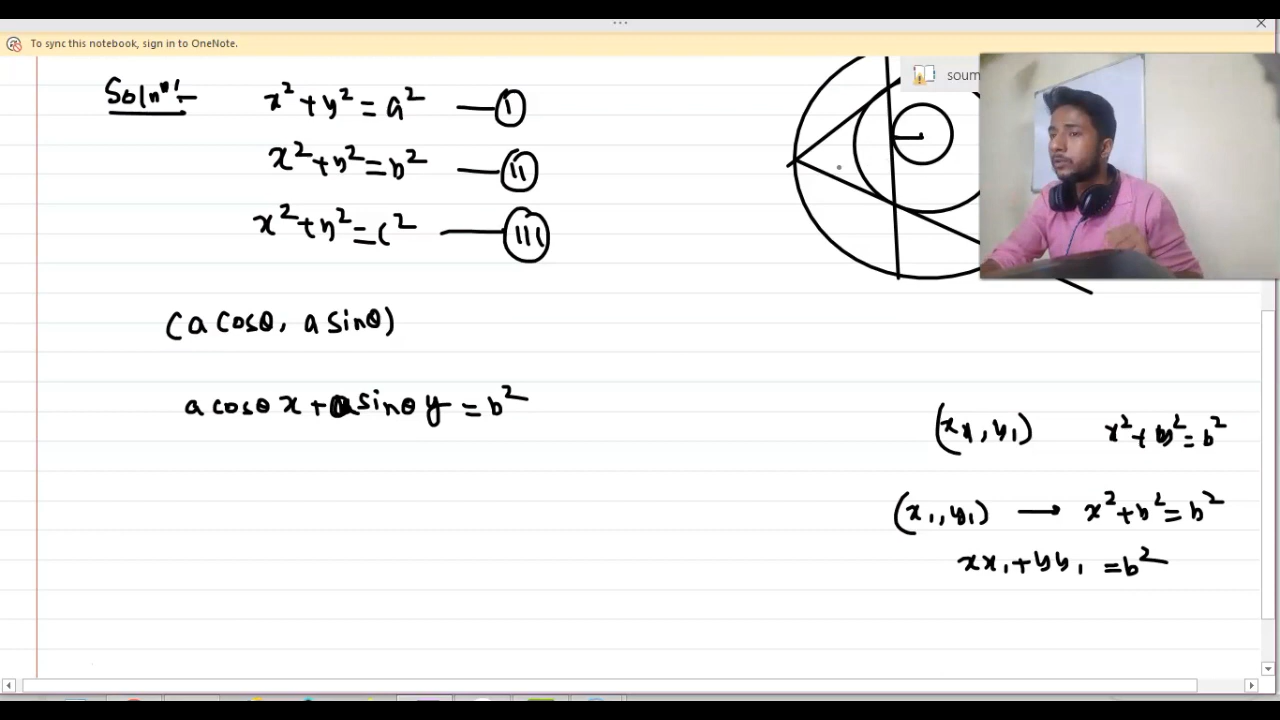 To sync this notebook, sign in to OneNote.
soum
Solnⁿ:-
x² + y² = a² — (i)
x² + y² = b² — (ii)
x² + y² = c² — (iii)
(a cosθ, a sinθ)
a cosθ x + a sinθ y = b²
(x₁, y₁) x² + y² = b²
(x₁, y₁) → x² + y² = b²
xx₁ + yy₁ = b²